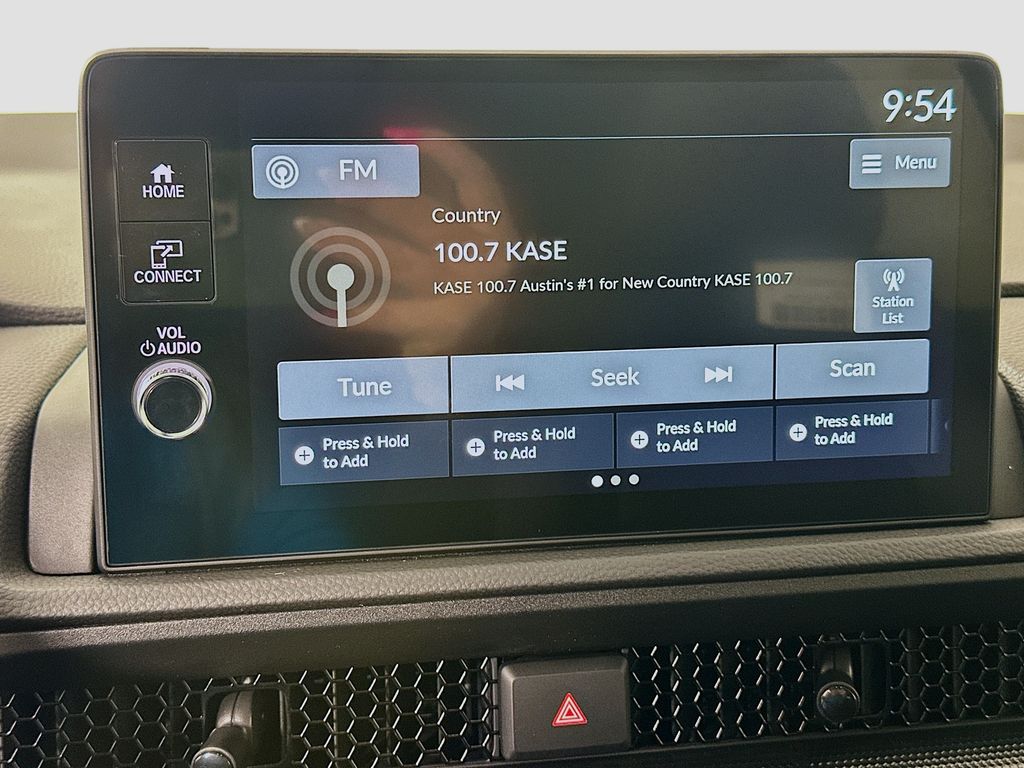 9:54
HOME
CONNECT
VOL
AUDIO
FM
Menu
Country
100.7 KASE
KASE 100.7 Austin's #1 for New Country KASE 100.7
Station
List
Tune
Seek
Scan
Press & Hold
to Add
Press & Hold
to Add
Press & Hold
to Add
Press & Hold
to Add